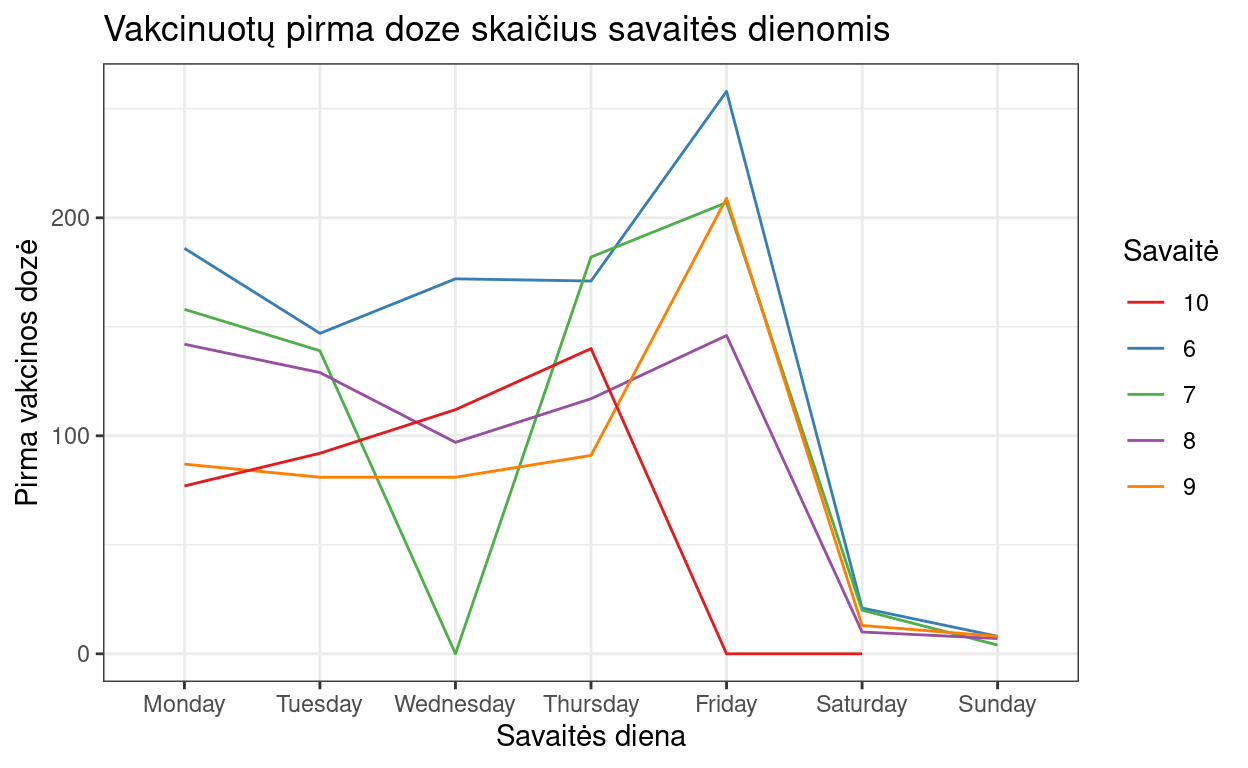 Vakcinuotų pirma doze skaičius savaitės dienomis
Pirma vakcinos dozė
200
100
0
Monday Tuesday Wednesday Thursday Friday Saturday Sunday
Savaitės diena
Savaitė
10
6
7
8
9